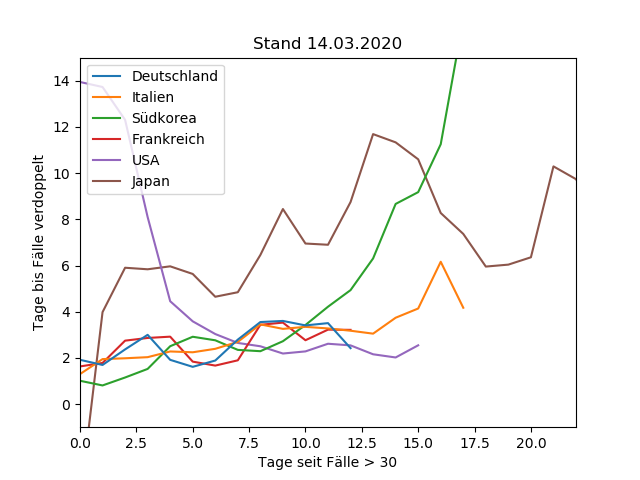 Stand 14.03.2020
Tage bis Fälle verdoppelt
14
12
10
8
6
4
2
0
Deutschland
Italien
Südkorea
Frankreich
USA
Japan
0.0 2.5 5.0 7.5 10.0 12.5 15.0 17.5 20.0
Tage seit Fälle > 30